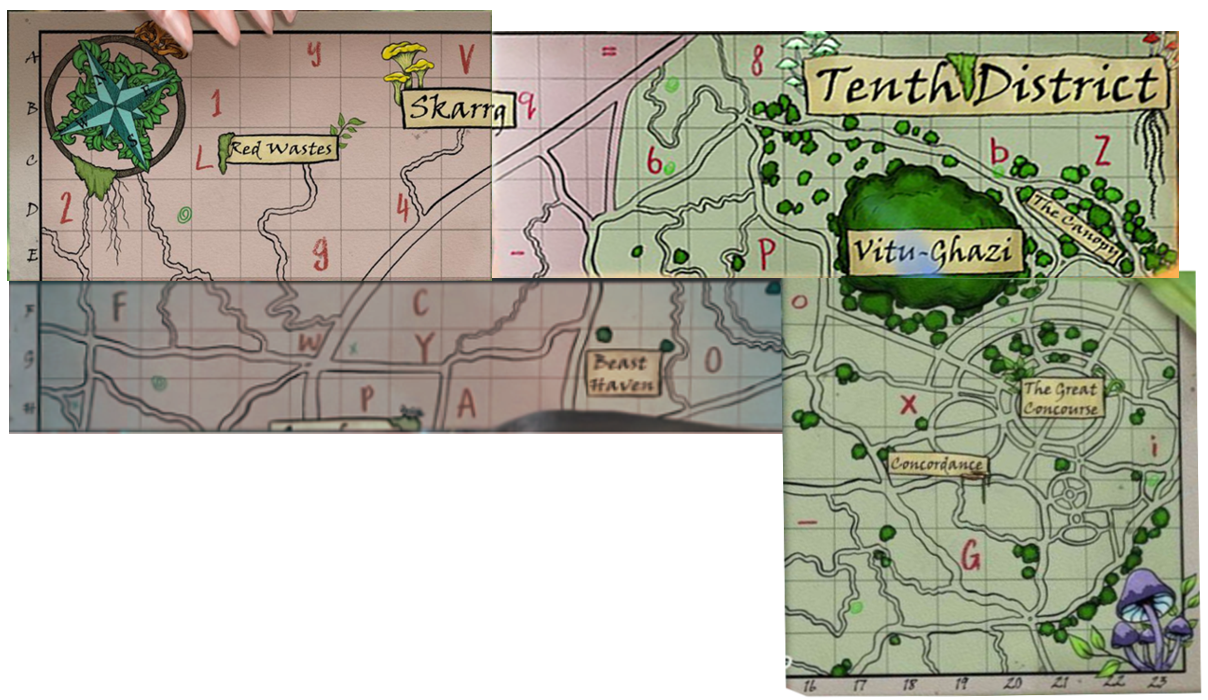 A y V = 8 Tenth District
B 1 Skarrg q
C L Red Wastes 6 b Z
D 2 4 The Canopy
E g - P Vitu-Ghazi
F F C o x
G W x Y Beast Haven O
H P A X The Great Concourse
Concordance i
- G
16 17 18 19 20 21 22 23